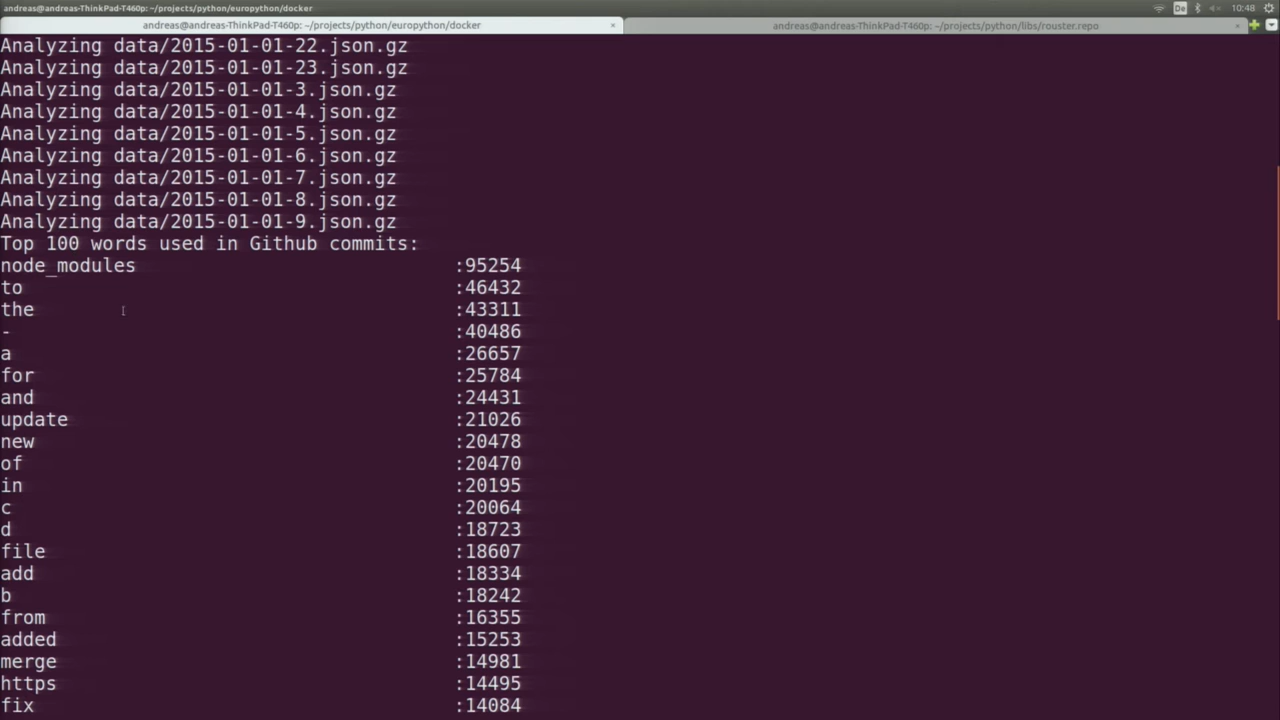 andreas@andreas-ThinkPad-T460p: ~/projects/python/europython/docker
De
10:48
andreas@andreas-ThinkPad-T460p: ~/projects/python/europython/docker
andreas@andreas-ThinkPad-T460p: ~/projects/python/libs/rouster.repo
Analyzing data/2015-01-01-22.json.gz
Analyzing data/2015-01-01-23.json.gz
Analyzing data/2015-01-01-3.json.gz
Analyzing data/2015-01-01-4.json.gz
Analyzing data/2015-01-01-5.json.gz
Analyzing data/2015-01-01-6.json.gz
Analyzing data/2015-01-01-7.json.gz
Analyzing data/2015-01-01-8.json.gz
Analyzing data/2015-01-01-9.json.gz
Top 100 words used in Github commits:
node_modules :95254
to :46432
the :43311
- :40486
a :26657
for :25784
and :24431
update :21026
new :20478
of :20470
in :20195
c :20064
d :18723
file :18607
add :18334
b :18242
from :16355
added :15253
merge :14981
https :14495
fix :14084